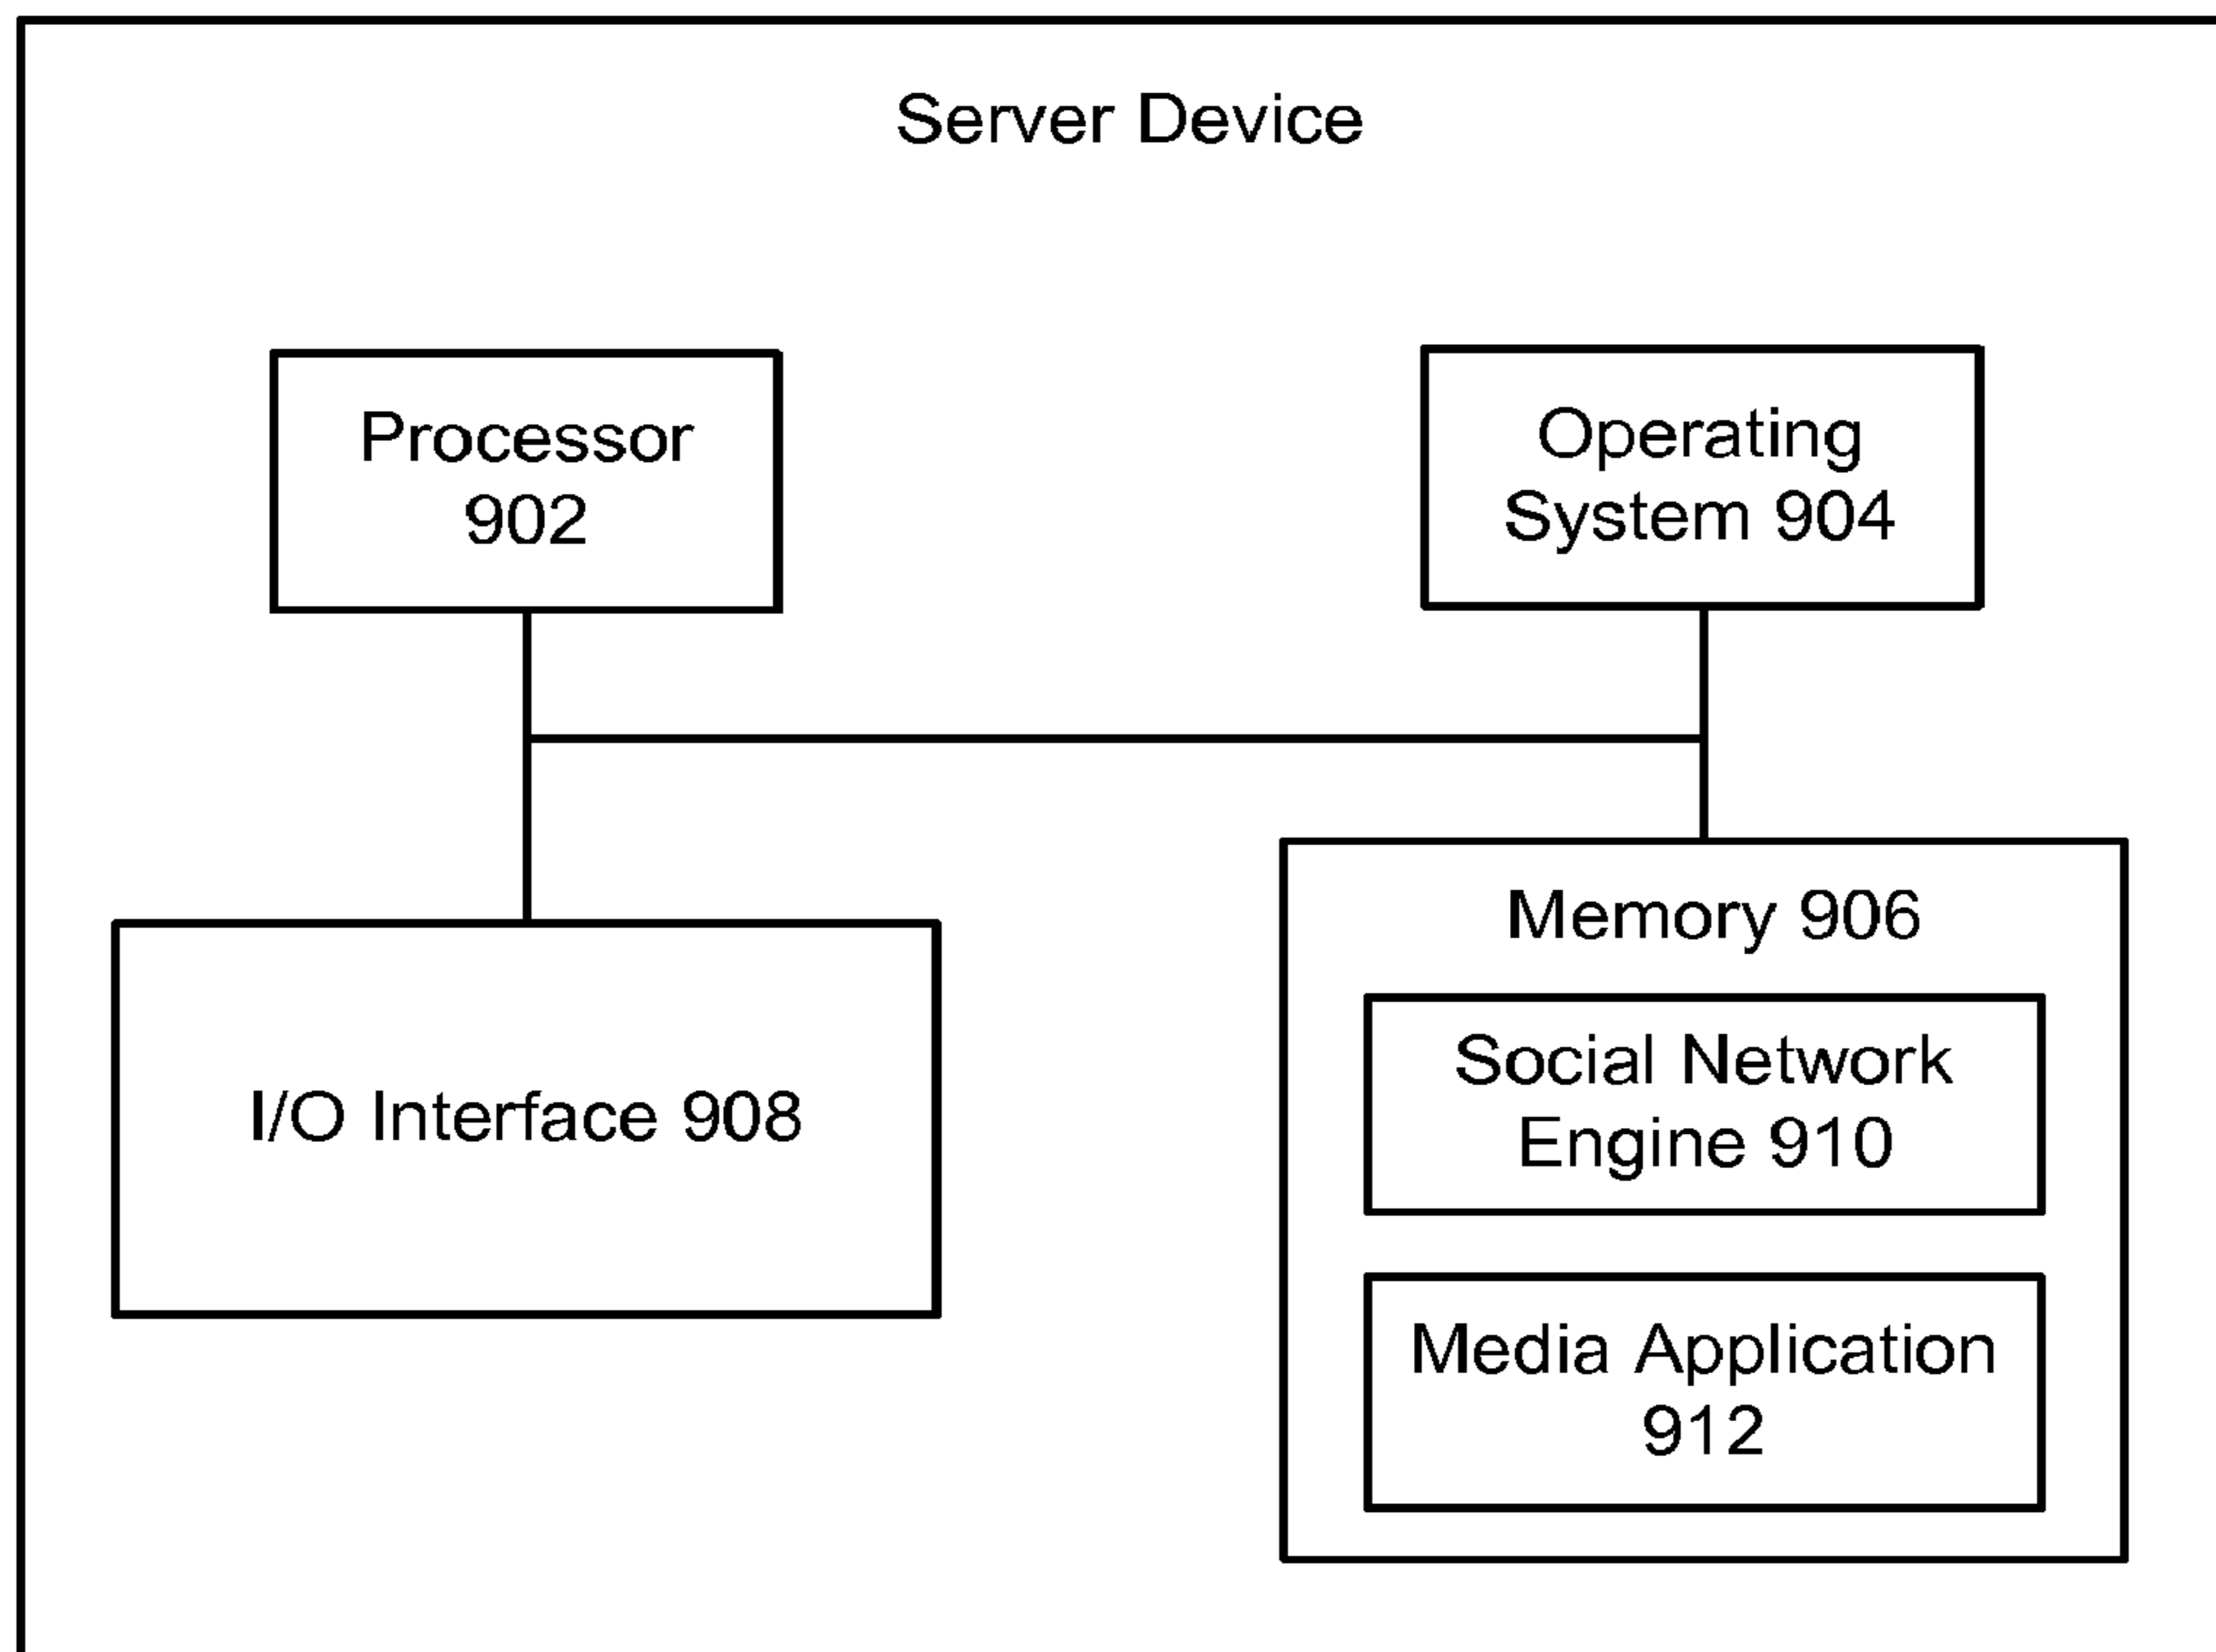 Server Device
Processor
902
Operating
System 904
I/O Interface 908
Memory 906
Social Network
Engine 910
Media Application
912